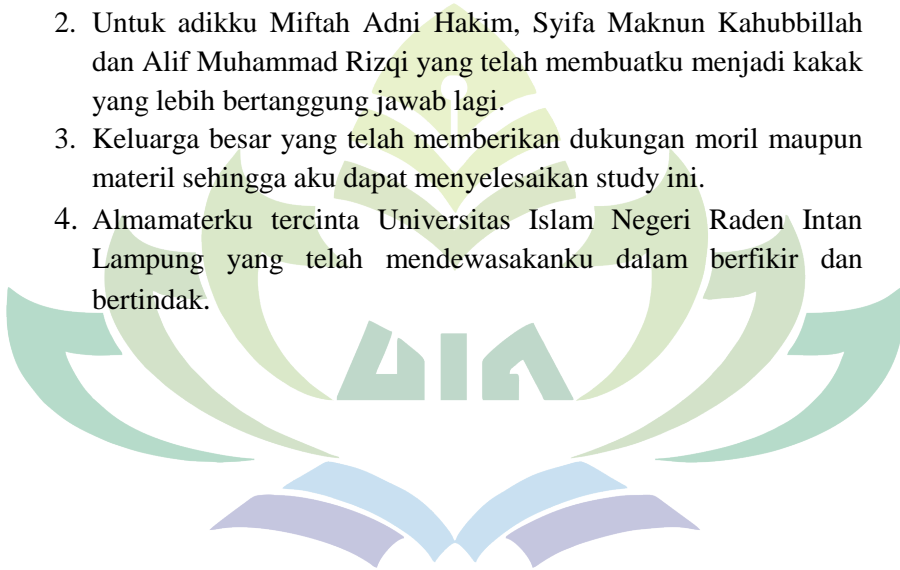 2. Untuk adikku Miftah Adni Hakim, Syifa Maknun Kahubbillah
dan Alif Muhammad Rizqi yang telah membuatku menjadi kakak
yang lebih bertanggung jawab lagi.
3. Keluarga besar yang telah memberikan dukungan moril maupun
materil sehingga aku dapat menyelesaikan study ini.
4. Almamaterku tercinta Universitas Islam Negeri Raden Intan
Lampung yang telah mendewasakanku dalam berfikir dan
bertindak.